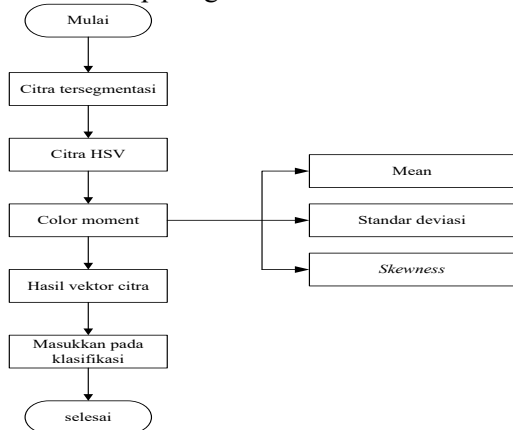 Mulai
Citra tersegmentasi
Citra HSV
Mean
Color moment
Standar deviasi
Skewness
Hasil vektor citra
Masukkan pada
klasifikasi
selesai